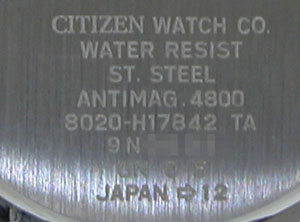 CITIZEN WATCH CO.
WATER RESIST
ST. STEEL
ANTIMAG. 4800
8020-H17842 TA
9N
JAPAN ⇨12